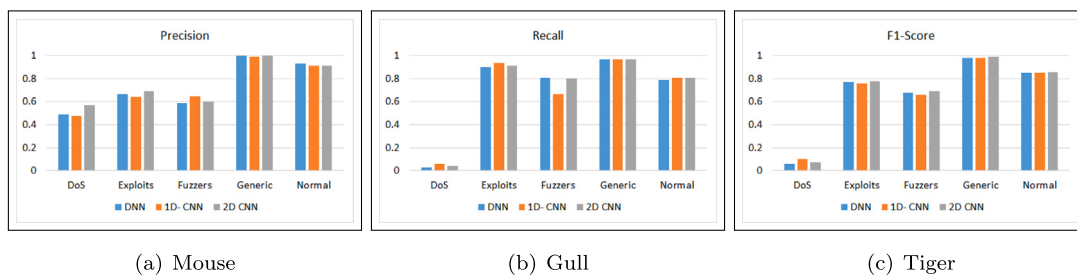 Precision
1
0.8
0.6
0.4
0.2
0
DoS Exploits Fuzzers Generic Normal
DNN 1D- CNN 2D CNN
(a) Mouse
Recall
1
0.8
0.6
0.4
0.2
0
DoS Exploits Fuzzers Generic Normal
DNN 1D- CNN 2D CNN
(b) Gull
F1-Score
1
0.8
0.6
0.4
0.2
0
DoS Exploits Fuzzers Generic Normal
DNN 1D- CNN 2D CNN
(c) Tiger